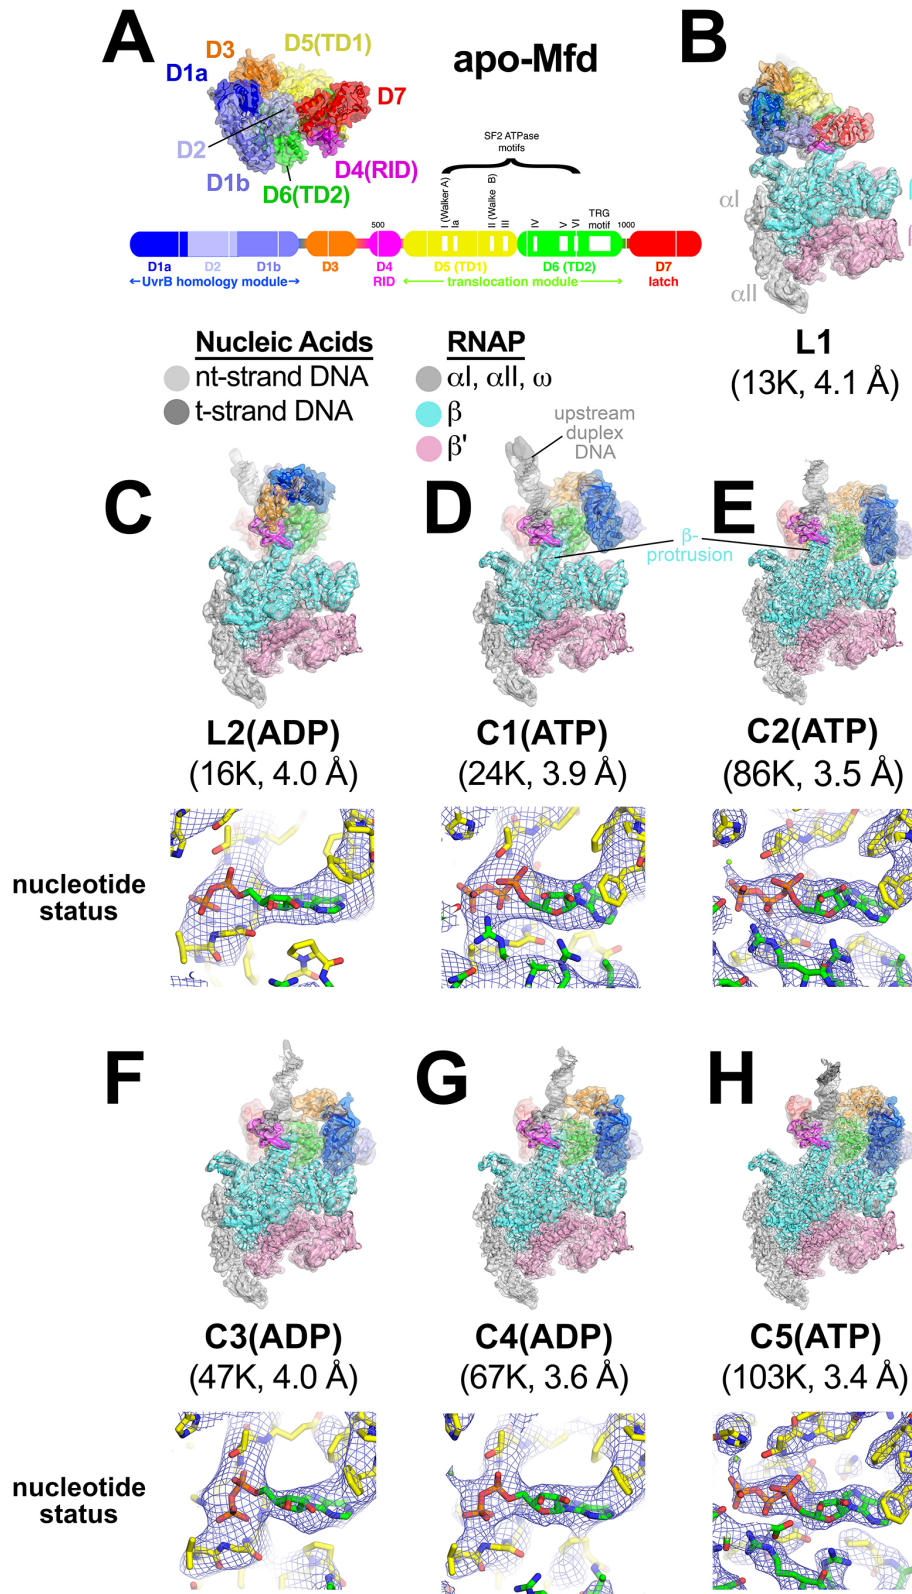 A
apo-Mfd
D3
D5(TD1)
D1a
D7
D2
D4(RID)
D1b
D6(TD2)
SF2 ATPase
motifs
I (Walker A)
Ia
II (Walke B)
III
IV
V
VI
TRG
motif
500
1000
D1a
D2
D1b
D3
D4
D5 (TD1)
D6 (TD2)
D7
RID
latch
←UvrB homology module→
← translocation module →
B
αI
αII
β
L1
(13K, 4.1 Å)
Nucleic Acids
nt-strand DNA
t-strand DNA
RNAP
αI, αII, ω
β
β'
upstream
duplex
DNA
β-
protrusion
C
L2(ADP)
(16K, 4.0 Å)
D
C1(ATP)
(24K, 3.9 Å)
E
C2(ATP)
(86K, 3.5 Å)
nucleotide
status
F
C3(ADP)
(47K, 4.0 Å)
G
C4(ADP)
(67K, 3.6 Å)
H
C5(ATP)
(103K, 3.4 Å)
nucleotide
status